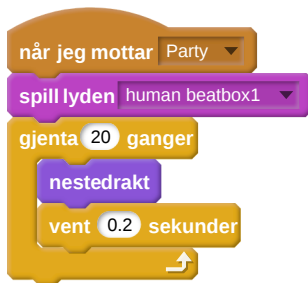 når jeg mottar Party
spill lyden human beatbox1
gjenta 20 ganger
nestedrakt
vent 0.2 sekunder